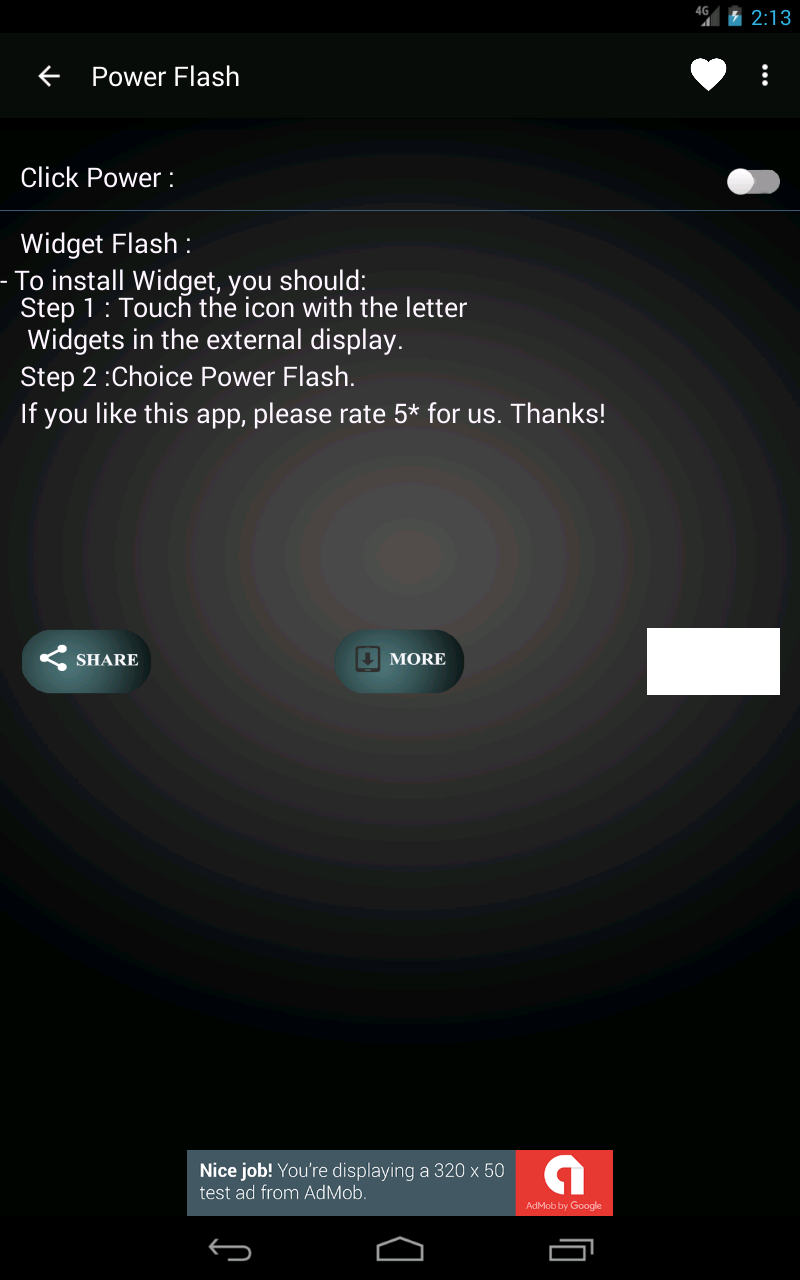 4G 2:13
Power Flash
Click Power :
Widget Flash :
- To install Widget, you should:
Step 1 : Touch the icon with the letter
Widgets in the external display.
Step 2 :Choice Power Flash.
If you like this app, please rate 5* for us. Thanks!
SHARE
MORE
Nice job! You're displaying a 320 x 50
test ad from AdMob.
AdMob by Google